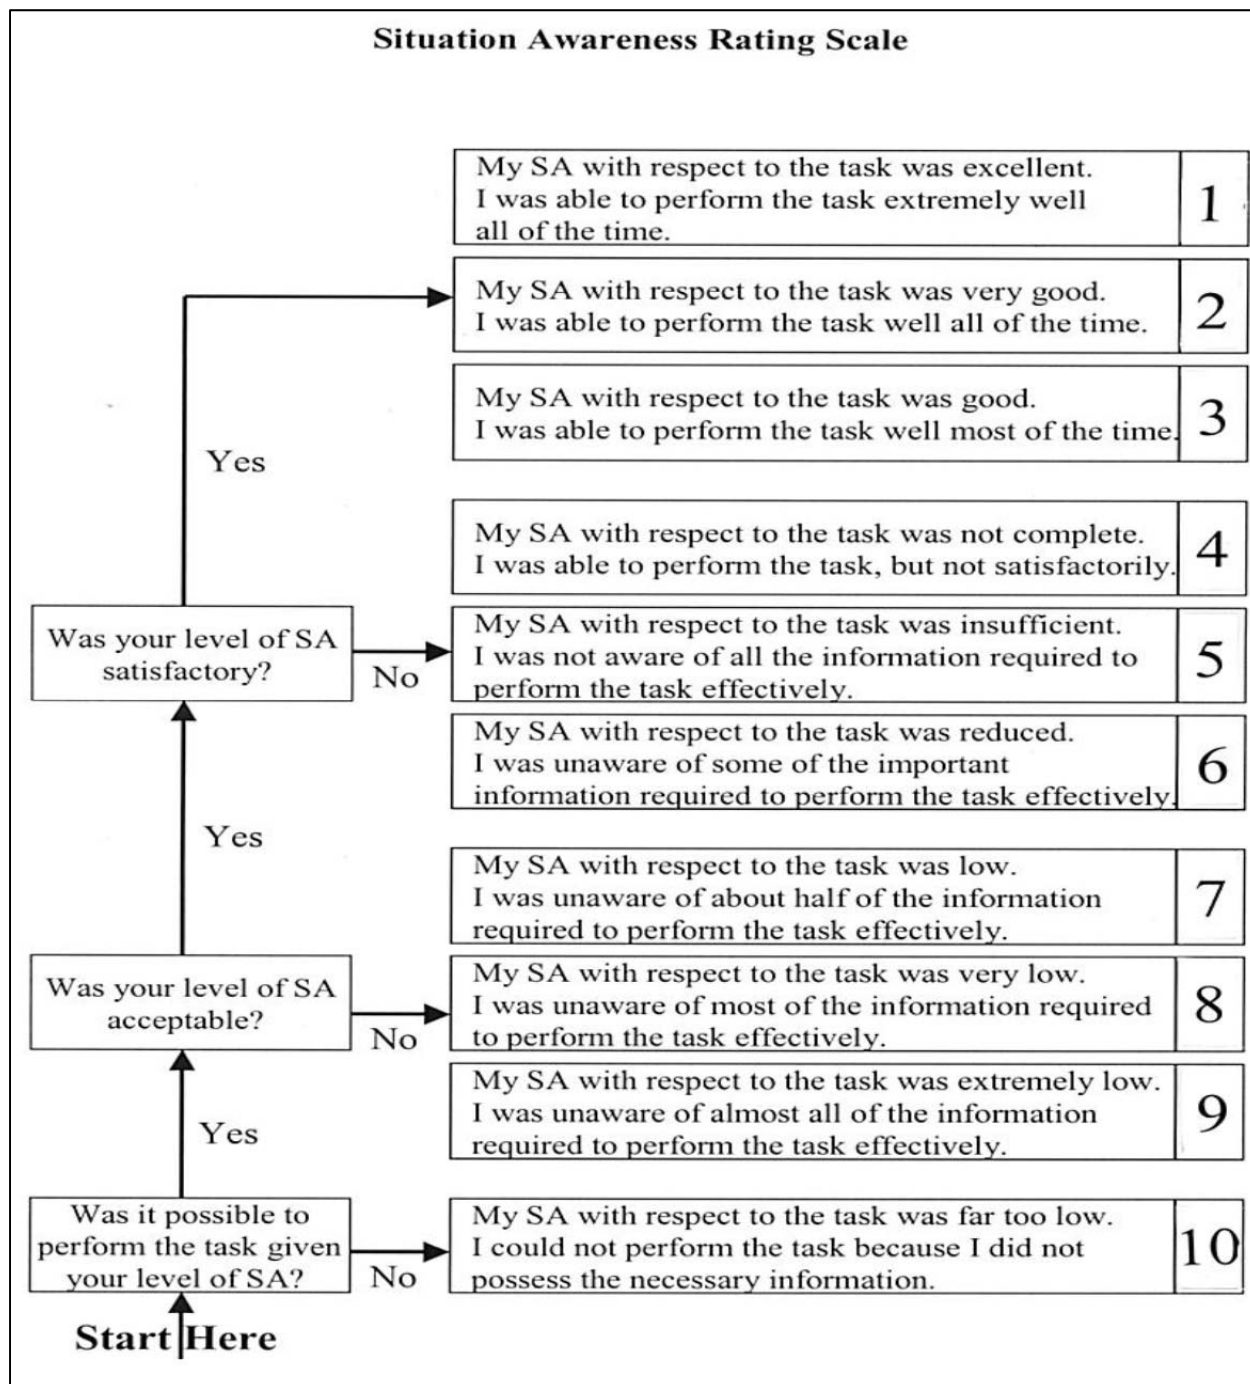 Situation Awareness Rating Scale
My SA with respect to the task was excellent.
I was able to perform the task extremely well
all of the time.
1
My SA with respect to the task was very good.
I was able to perform the task well all of the time.
2
My SA with respect to the task was good.
I was able to perform the task well most of the time.
3
Yes
My SA with respect to the task was not complete.
I was able to perform the task, but not satisfactorily.
4
Was your level of SA
satisfactory?
No
My SA with respect to the task was insufficient.
I was not aware of all the information required to
perform the task effectively.
5
My SA with respect to the task was reduced.
I was unaware of some of the important
information required to perform the task effectively.
6
Yes
My SA with respect to the task was low.
I was unaware of about half of the information
required to perform the task effectively.
7
Was your level of SA
acceptable?
No
My SA with respect to the task was very low.
I was unaware of most of the information required
to perform the task effectively.
8
My SA with respect to the task was extremely low.
I was unaware of almost all of the information
required to perform the task effectively.
9
Yes
Was it possible to
perform the task given
your level of SA?
No
My SA with respect to the task was far too low.
I could not perform the task because I did not
possess the necessary information.
10
Start Here